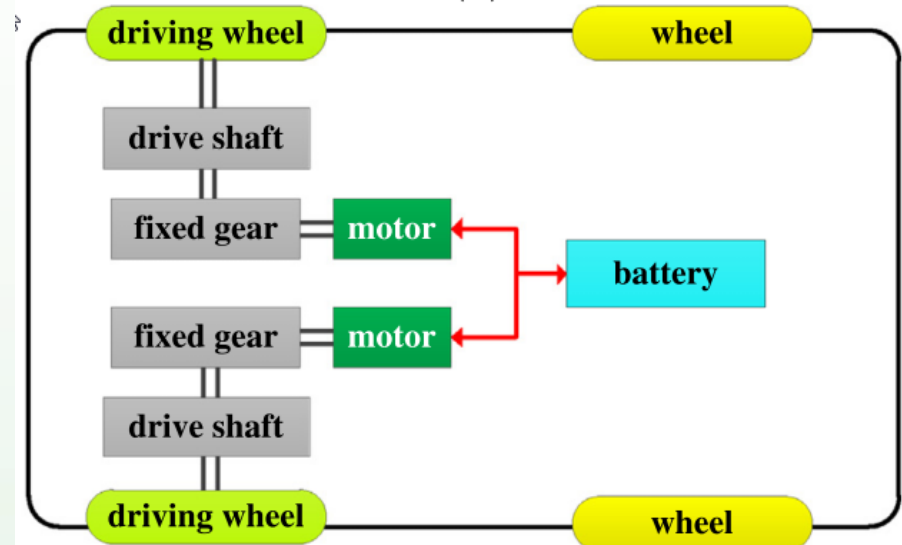 driving wheel
wheel
drive shaft
fixed gear
motor
battery
fixed gear
motor
drive shaft
driving wheel
wheel